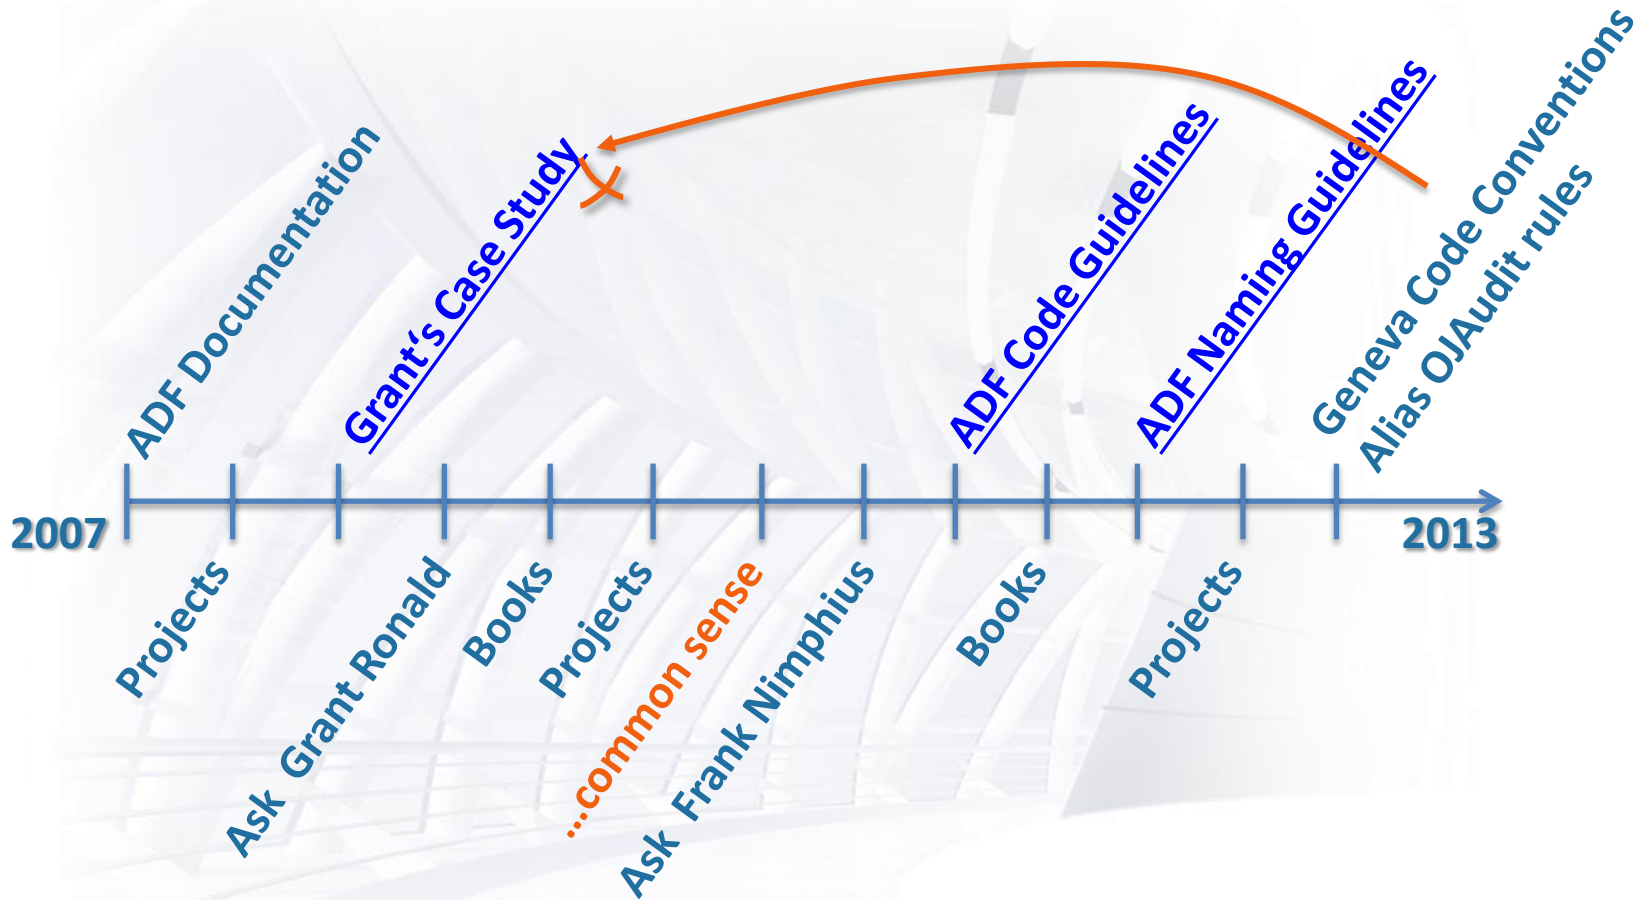 ADF Documentation
Grant‘s Case Study
ADF Code Guidelines
ADF Naming Guidelines
Geneva Code Conventions
Alias OJAudit rules
2007
2013
Projects
Ask Grant Ronald
Books
Projects
...common sense
Ask Frank Nimphius
Books
Projects